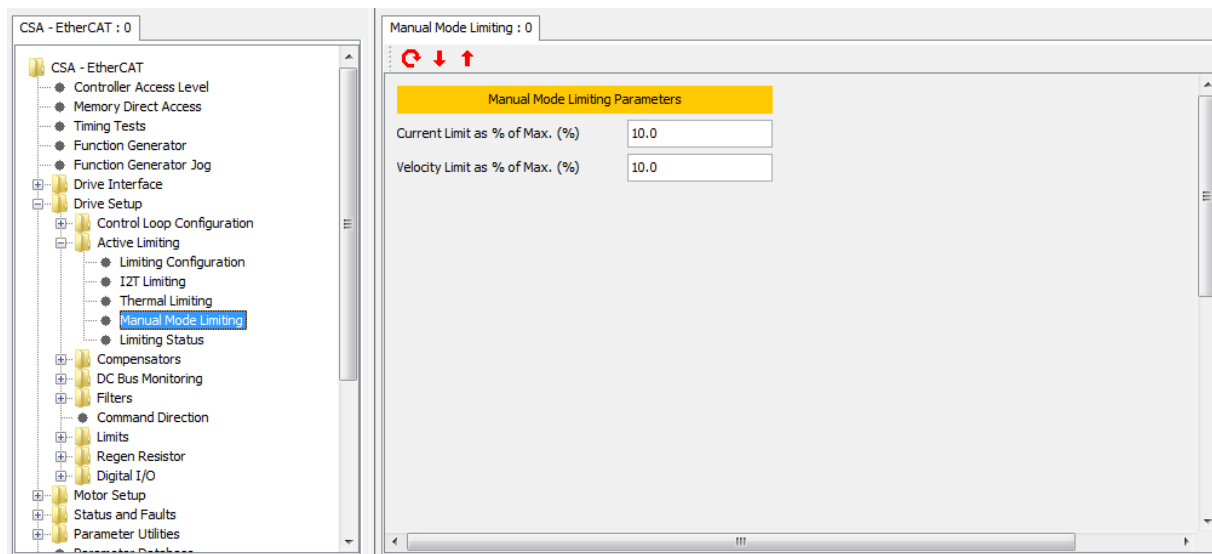 CSA - EtherCAT : 0
CSA - EtherCAT
Controller Access Level
Memory Direct Access
Timing Tests
Function Generator
Function Generator Jog
Drive Interface
Drive Setup
Control Loop Configuration
Active Limiting
Limiting Configuration
I2T Limiting
Thermal Limiting
Manual Mode Limiting
Limiting Status
Compensators
DC Bus Monitoring
Filters
Command Direction
Limits
Regen Resistor
Digital I/O
Motor Setup
Status and Faults
Parameter Utilities
Parameter Database
Manual Mode Limiting : 0
Manual Mode Limiting Parameters
Current Limit as % of Max. (%) 10.0
Velocity Limit as % of Max. (%) 10.0